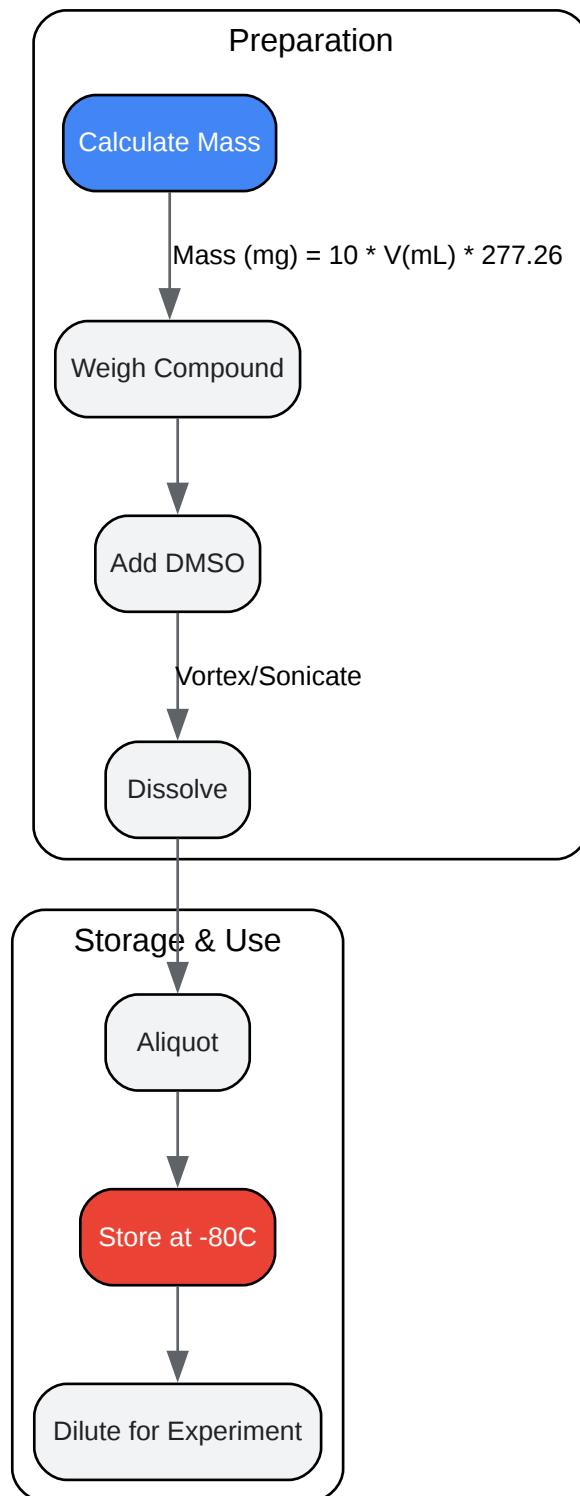 Preparation
Calculate Mass
Mass (mg) = 10 * V(mL) * 277.26
Weigh Compound
Add DMSO
Vortex/Sonicate
Dissolve
Storage & Use
Aliquot
Store at -80C
Dilute for Experiment